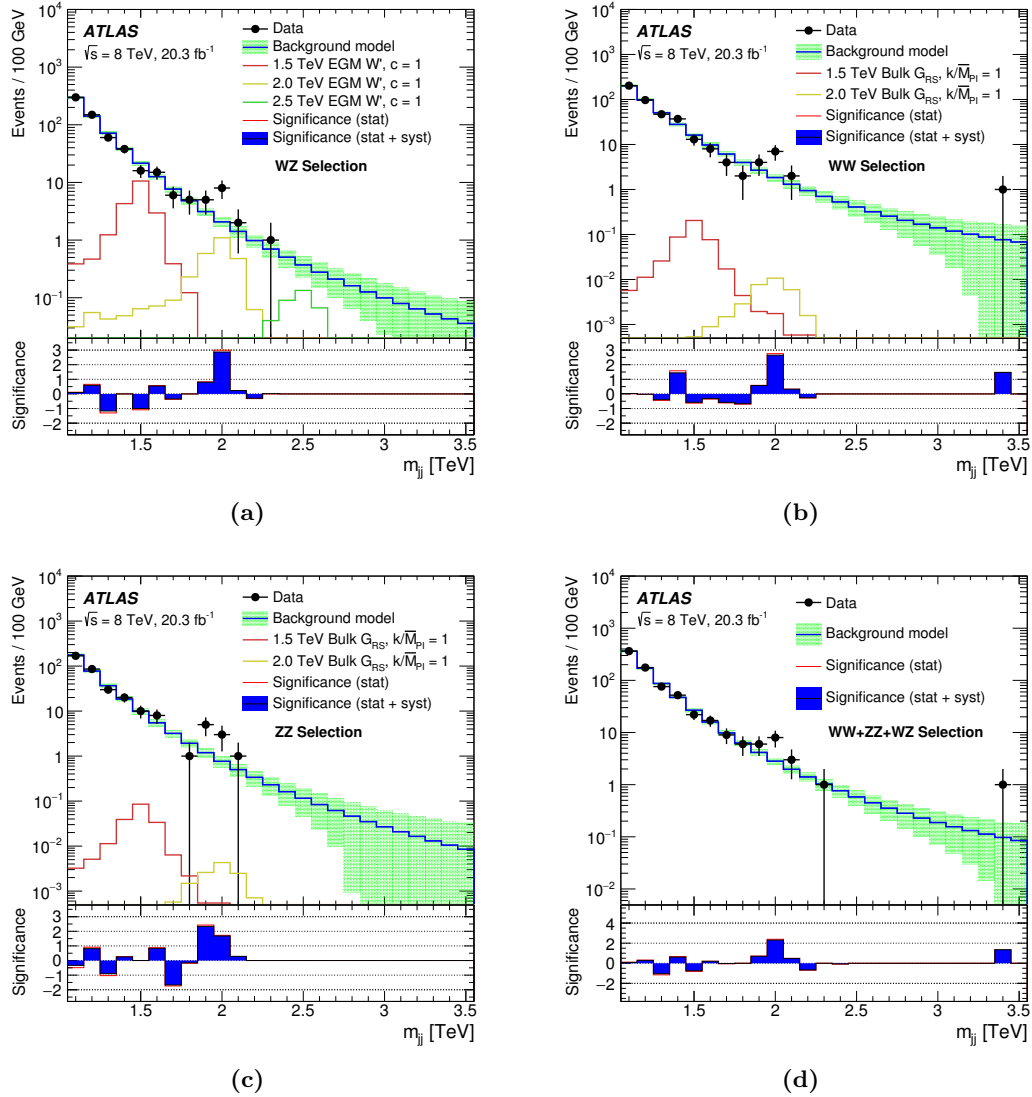 ATLAS
√s = 8 TeV, 20.3 fb⁻¹
Data
Background model
1.5 TeV EGM W', c = 1
2.0 TeV EGM W', c = 1
2.5 TeV EGM W', c = 1
Significance (stat)
Significance (stat + syst)
WZ Selection
Events / 100 GeV
10⁴
10³
10²
10
1
10⁻¹
Significance
3
2
1
0
−1
−2
1.5 2 2.5 3 3.5
m_jj [TeV]
(a)
ATLAS
√s = 8 TeV, 20.3 fb⁻¹
Data
Background model
1.5 TeV Bulk G_RS, k/M̅_Pl = 1
2.0 TeV Bulk G_RS, k/M̅_Pl = 1
Significance (stat)
Significance (stat + syst)
WW Selection
Events / 100 GeV
10⁴
10³
10²
10
1
10⁻¹
10⁻²
10⁻³
Significance
3
2
1
0
−1
−2
1.5 2 2.5 3 3.5
m_jj [TeV]
(b)
ATLAS
√s = 8 TeV, 20.3 fb⁻¹
Data
Background model
1.5 TeV Bulk G_RS, k/M̅_Pl = 1
2.0 TeV Bulk G_RS, k/M̅_Pl = 1
Significance (stat)
Significance (stat + syst)
ZZ Selection
Events / 100 GeV
10⁴
10³
10²
10
1
10⁻¹
10⁻²
10⁻³
Significance
3
2
1
0
−1
−2
1.5 2 2.5 3 3.5
m_jj [TeV]
(c)
ATLAS
√s = 8 TeV, 20.3 fb⁻¹
Data
Background model
Significance (stat)
Significance (stat + syst)
WW+ZZ+WZ Selection
Events / 100 GeV
10⁴
10³
10²
10
1
10⁻¹
10⁻²
Significance
4
2
0
−2
1.5 2 2.5 3 3.5
m_jj [TeV]
(d)